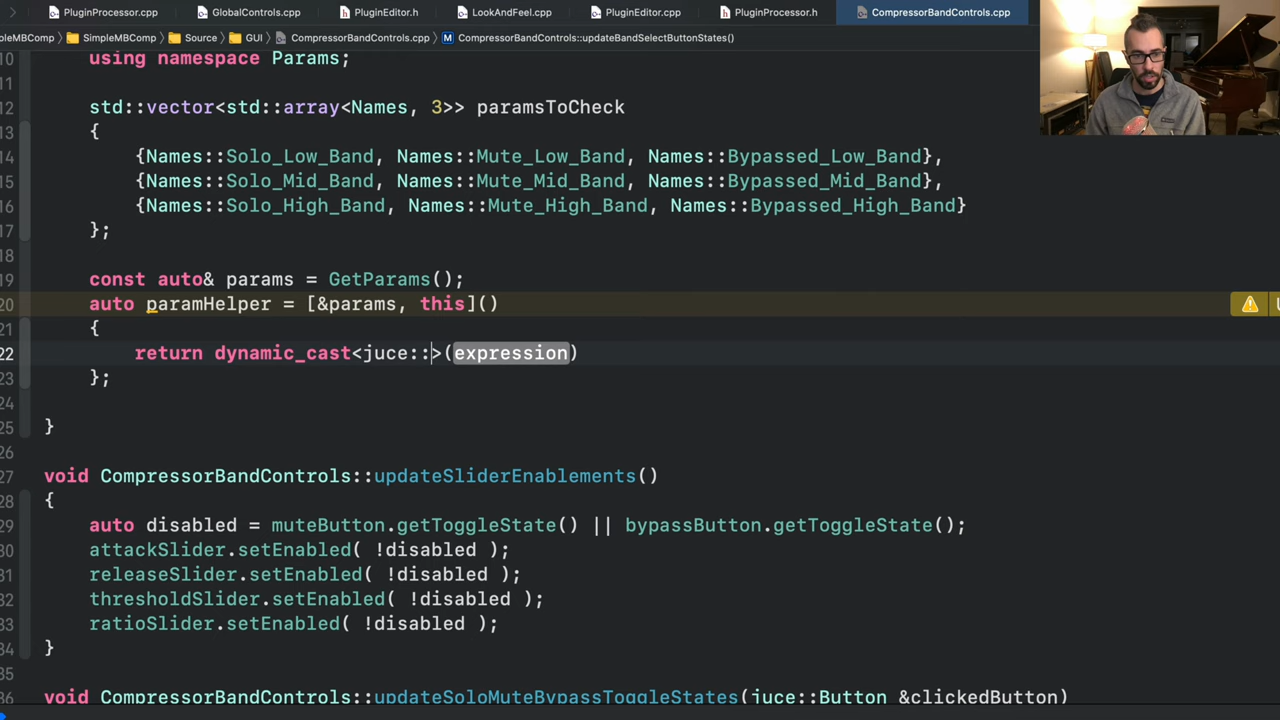 PluginProcessor.cpp GlobalControls.cpp PluginEditor.h LookAndFeel.cpp PluginEditor.cpp PluginProcessor.h CompressorBandControls.cpp
SimpleMBComp Source GUI CompressorBandControls.cpp CompressorBandControls::updateBandSelectButtonStates()
using namespace Params;
std::vector<std::array<Names, 3>> paramsToCheck
{
{Names::Solo_Low_Band, Names::Mute_Low_Band, Names::Bypassed_Low_Band},
{Names::Solo_Mid_Band, Names::Mute_Mid_Band, Names::Bypassed_Mid_Band},
{Names::Solo_High_Band, Names::Mute_High_Band, Names::Bypassed_High_Band}
};
const auto& params = GetParams();
auto paramHelper = [&params, this]()
{
return dynamic_cast<juce::>(expression)
};
}
void CompressorBandControls::updateSliderEnablements()
{
auto disabled = muteButton.getToggleState() || bypassButton.getToggleState();
attackSlider.setEnabled( !disabled );
releaseSlider.setEnabled( !disabled );
thresholdSlider.setEnabled( !disabled );
ratioSlider.setEnabled( !disabled );
}
void CompressorBandControls::updateSoloMuteBypassToggleStates(juce::Button &clickedButton)